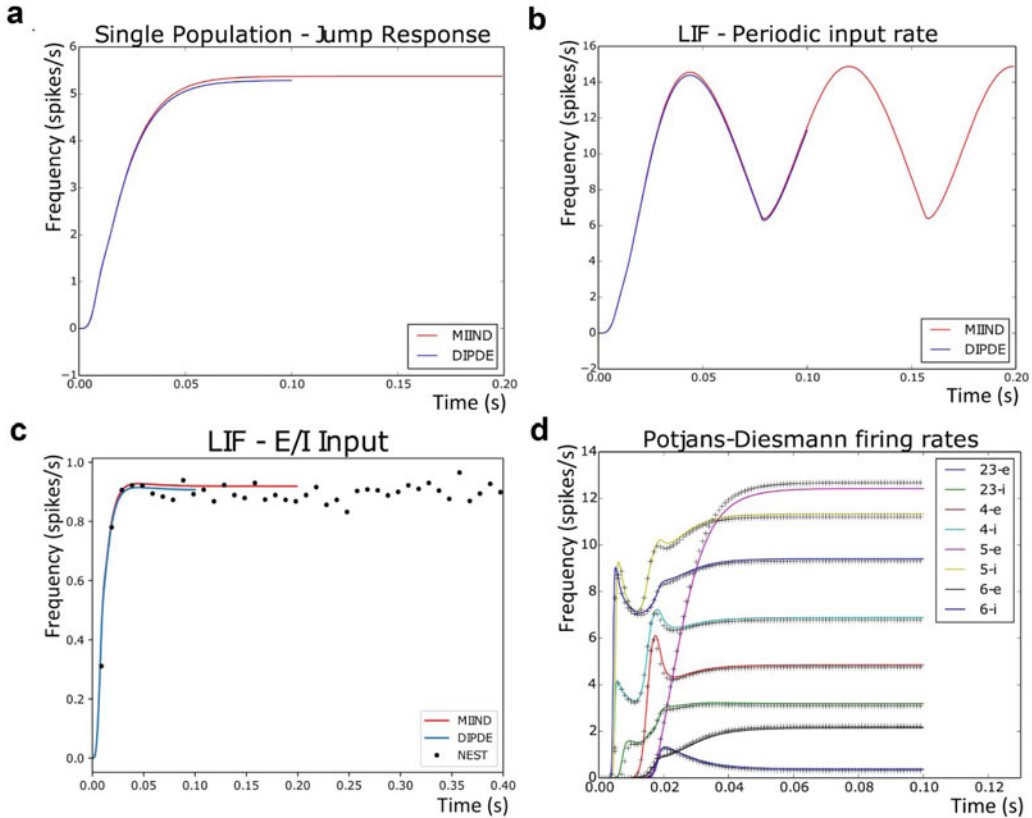 a
Single Population - Jump Response
Frequency (spikes/s)
6
5
4
3
2
1
0
−1
0.00 0.05 0.10 0.15 0.20
Time (s)
MIIND
DIPDE
b
LIF - Periodic input rate
Frequency (spikes/s)
16
14
12
10
8
6
4
2
0
−2
0.00 0.05 0.10 0.15 0.20
Time (s)
MIIND
DIPDE
c
LIF - E/I Input
Frequency (spikes/s)
1.0
0.8
0.6
0.4
0.2
0.0
0.00 0.05 0.10 0.15 0.20 0.25 0.30 0.35 0.40
Time (s)
MIIND
DIPDE
NEST
d
Potjans-Diesmann firing rates
Frequency (spikes/s)
14
12
10
8
6
4
2
0
0.00 0.02 0.04 0.06 0.08 0.10 0.12
Time (s)
23-e
23-i
4-e
4-i
5-e
5-i
6-e
6-i